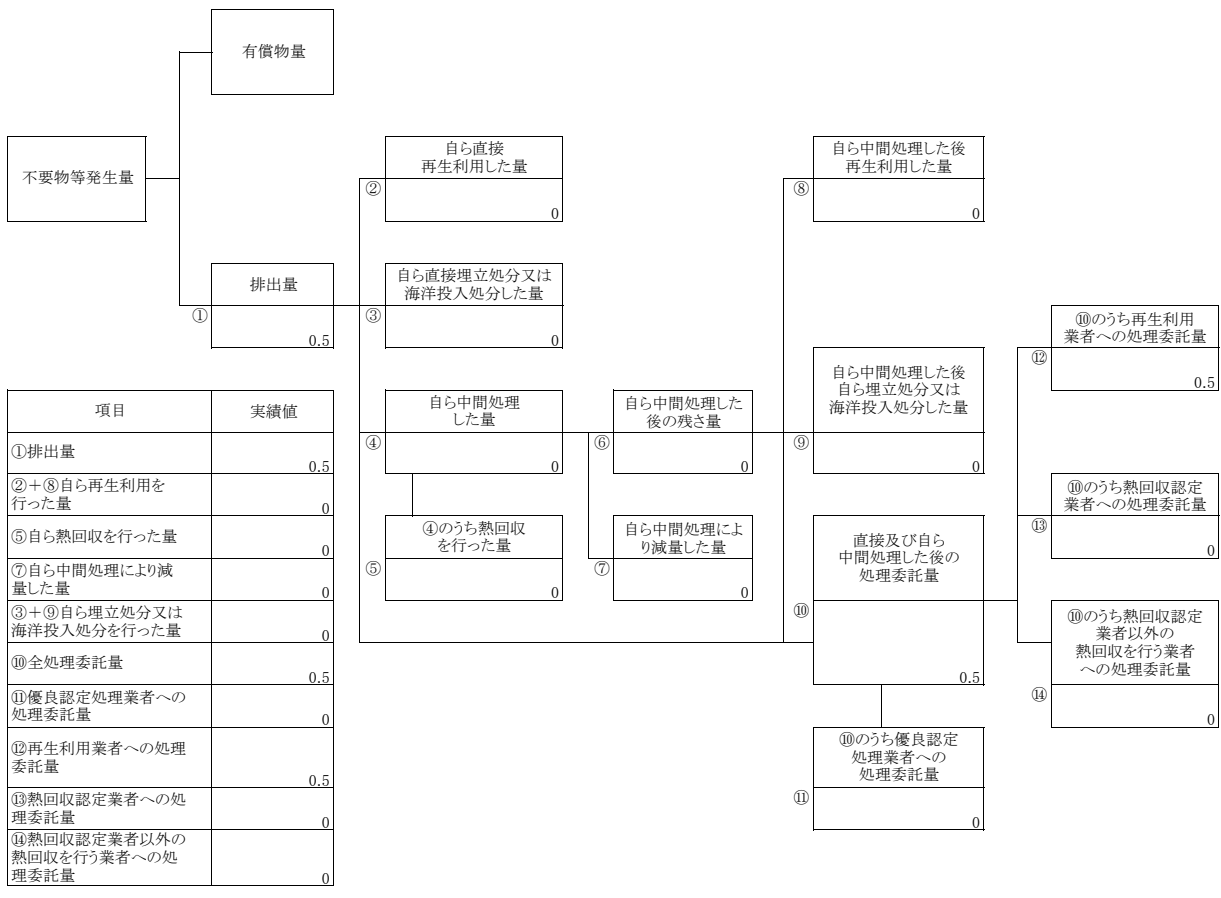 有償物量
不要物等発生量
排出量
①
0.5
自ら直接
再生利用した量
②
0
自ら直接埋立処分又は
海洋投入処分した量
③
0
自ら中間処理
した量
④
0
④のうち熱回収
を行った量
⑤
0
自ら中間処理した
後の残さ量
⑥
0
自ら中間処理によ
り減量した量
⑦
0
自ら中間処理した後
再生利用した量
⑧
0
自ら中間処理した後
自ら埋立処分又は
海洋投入処分した量
⑨
0
直接及び自ら
中間処理した後の
処理委託量
⑩
0.5
⑩のうち優良認定
処理業者への
処理委託量
⑪
0
⑩のうち再生利用
業者への処理委託量
⑫
0.5
⑩のうち熱回収認定
業者への処理委託量
⑬
0
⑩のうち熱回収認定
業者以外の
熱回収を行う業者
への処理委託量
⑭
0
項目 実績値
①排出量
0.5
②+⑧自ら再生利用を
行った量
0
⑤自ら熱回収を行った量
0
⑦自ら中間処理により減
量した量
0
③+⑨自ら埋立処分又は
海洋投入処分を行った量
0
⑩全処理委託量
0.5
⑪優良認定処理業者への
処理委託量
0
⑫再生利用業者への処理
委託量
0.5
⑬熱回収認定業者への処
理委託量
0
⑭熱回収認定業者以外の
熱回収を行う業者への処
理委託量
0